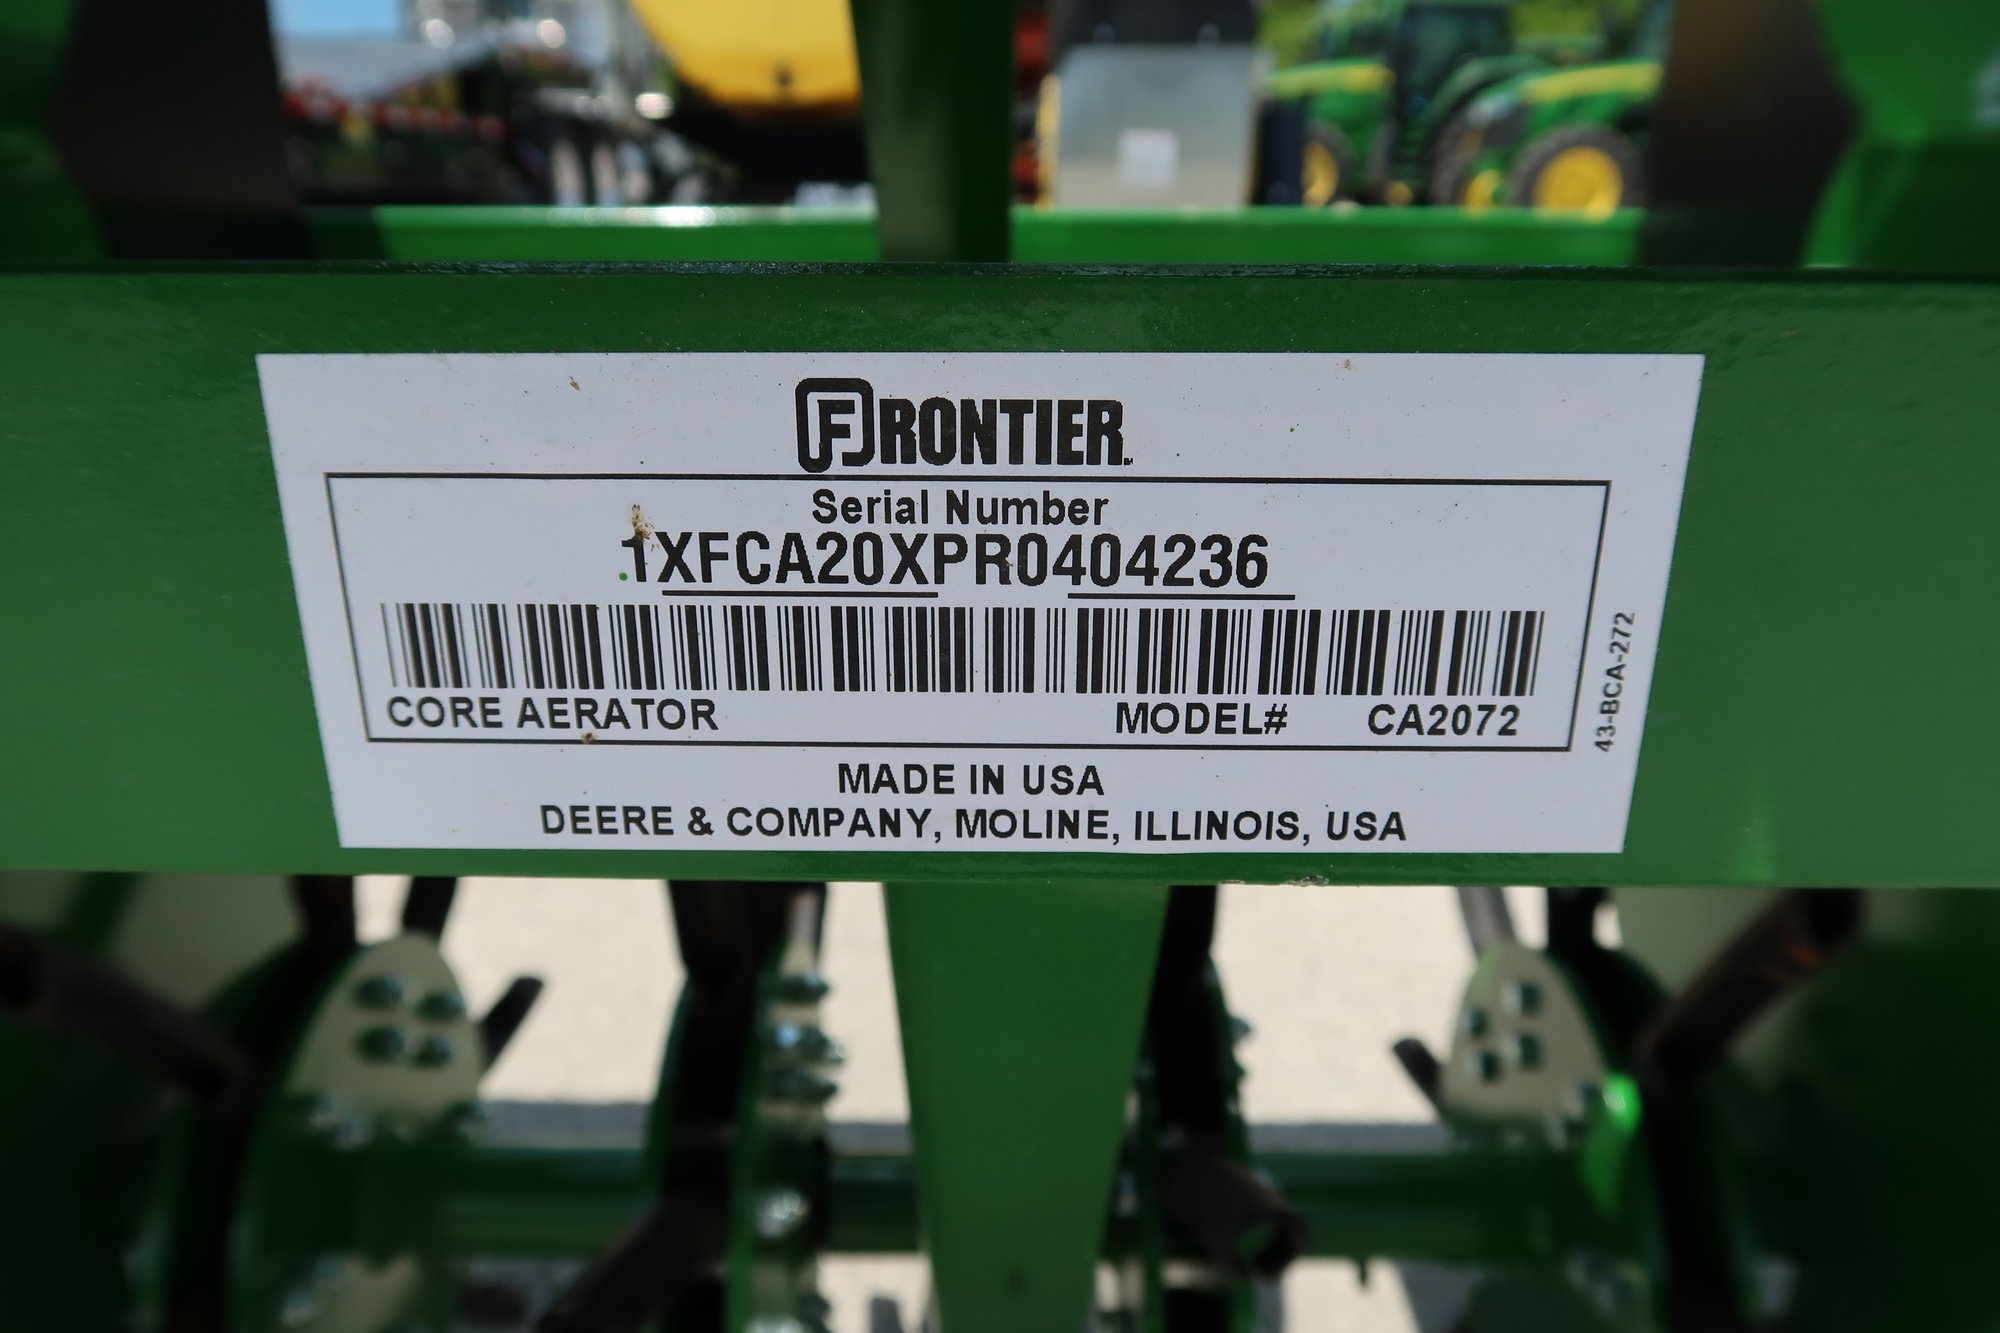 FRONTIER
Serial Number
1XFCA20XPR0404236
CORE AERATOR MODEL# CA2072
43-BCA-272
MADE IN USA
DEERE & COMPANY, MOLINE, ILLINOIS, USA